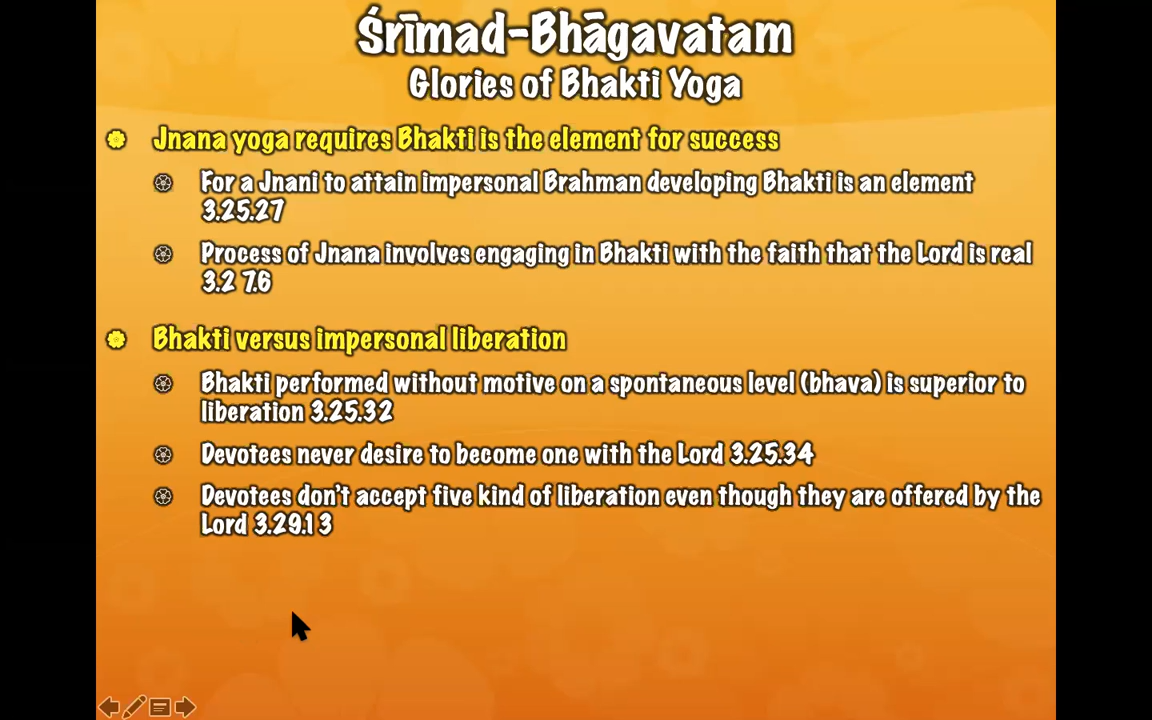 Śrīmad-Bhāgavatam
Glories of Bhakti Yoga
Jnana yoga requires Bhakti is the element for success
For a Jnani to attain impersonal Brahman developing Bhakti is an element
3.25.27
Process of Jnana involves engaging in Bhakti with the faith that the Lord is real
3.2 7.6
Bhakti versus impersonal liberation
Bhakti performed without motive on a spontaneous level (bhava) is superior to
liberation 3.25.32
Devotees never desire to become one with the Lord 3.25.34
Devotees don't accept five kind of liberation even though they are offered by the
Lord 3.29.1 3